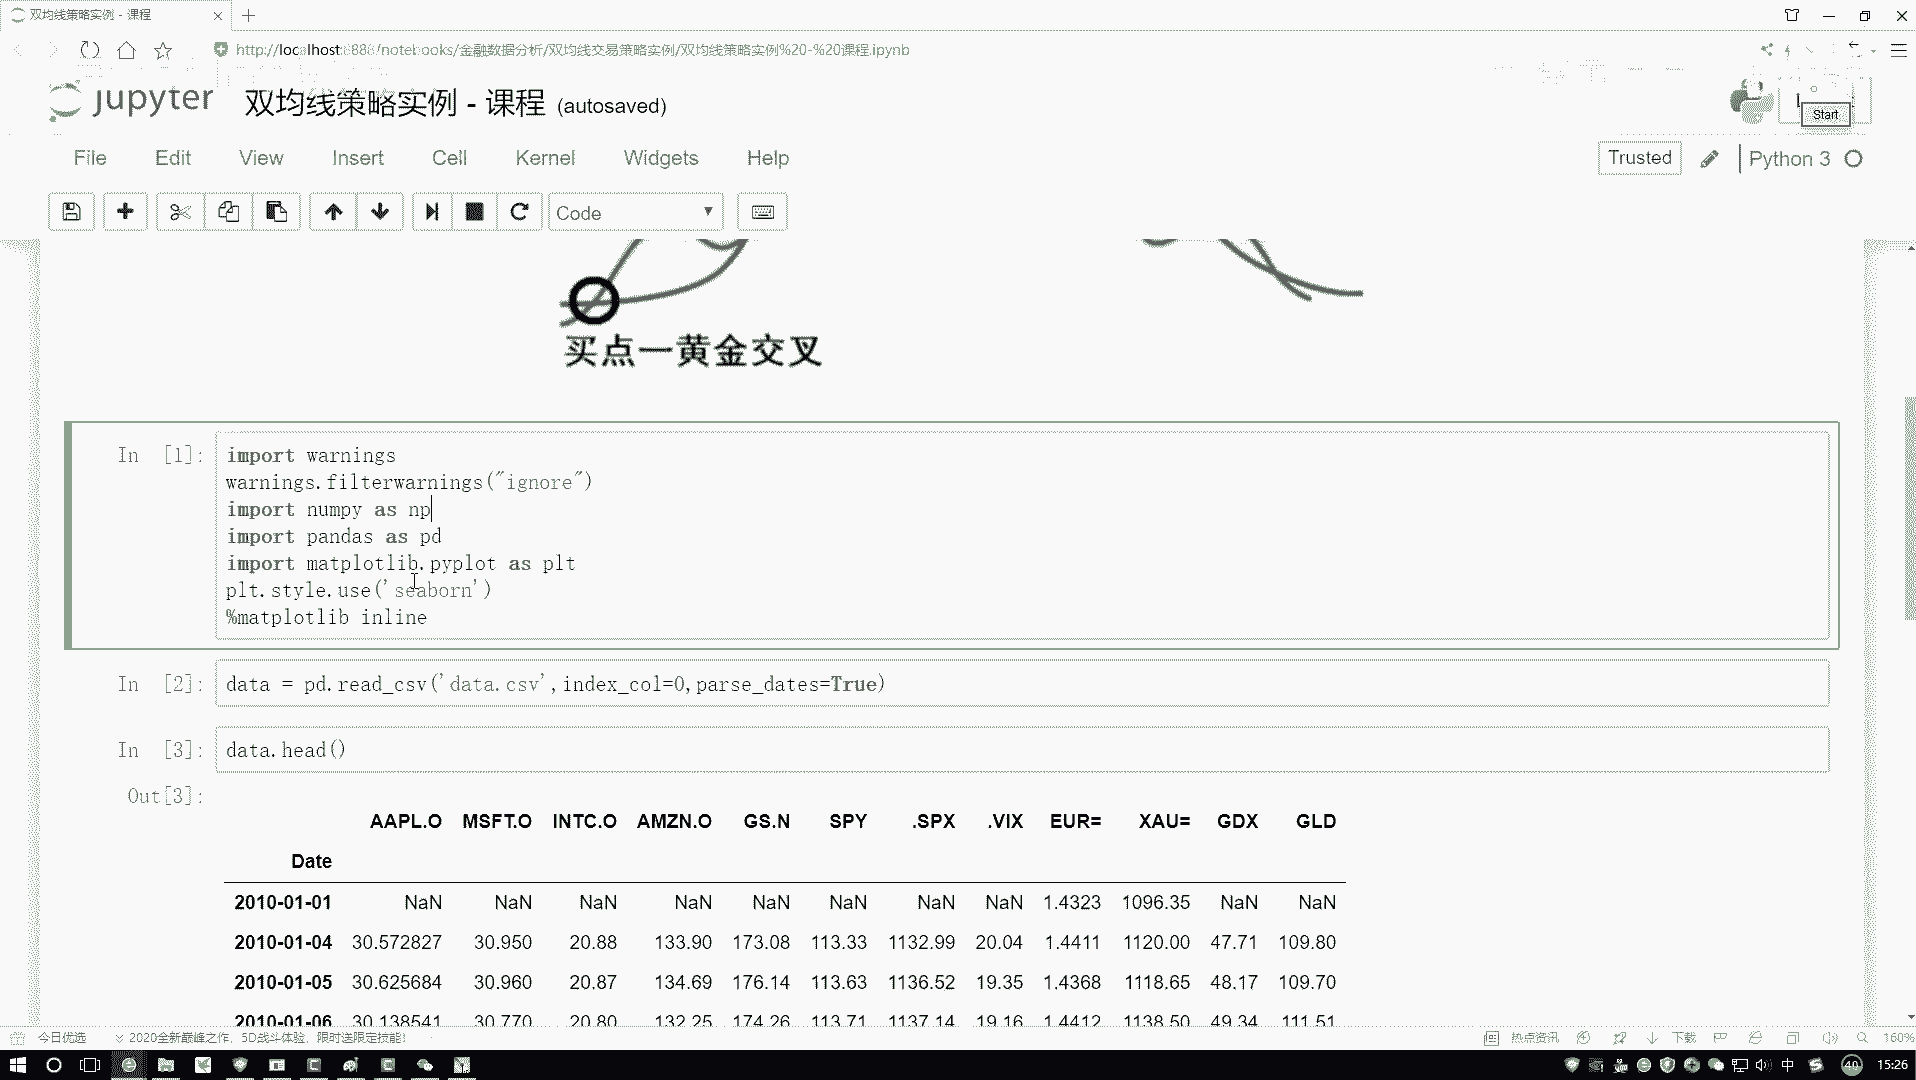 双均线策略实例 - 课程
http://localhost:888/notebooks/金融数据分析/双均线交易策略实例/双均线策略实例%20-%20课程.ipynb
jupyter 双均线策略实例 - 课程 (autosaved)
Start
File Edit View Insert Cell Kernel Widgets Help
Trusted Python 3
Code
买点一黄金交叉
In [1]:
import warnings
warnings.filterwarnings("ignore")
import numpy as np
import pandas as pd
import matplotlib.pyplot as plt
plt.style.use('seaborn')
%matplotlib inline
In [2]: data = pd.read_csv('data.csv',index_col=0,parse_dates=True)
In [3]: data.head()
Out[3]:
AAPL.O MSFT.O INTC.O AMZN.O GS.N SPY .SPX .VIX EUR= XAU= GDX GLD
Date
2010-01-01 NaN NaN NaN NaN NaN NaN NaN NaN 1.4323 1096.35 NaN NaN
2010-01-04 30.572827 30.950 20.88 133.90 173.08 113.33 1132.99 20.04 1.4411 1120.00 47.71 109.80
2010-01-05 30.625684 30.960 20.87 134.69 176.14 113.63 1136.52 19.35 1.4368 1118.65 48.17 109.70
2010-01-06 30.138541 30.770 20.80 132.25 174.26 113.71 1137.14 19.16 1.4412 1138.50 49.34 111.51
今日优选 2020全新巅峰之作，5D战斗体验，限时送限定技能! 热点资讯 下载 160%
中 40 15:26